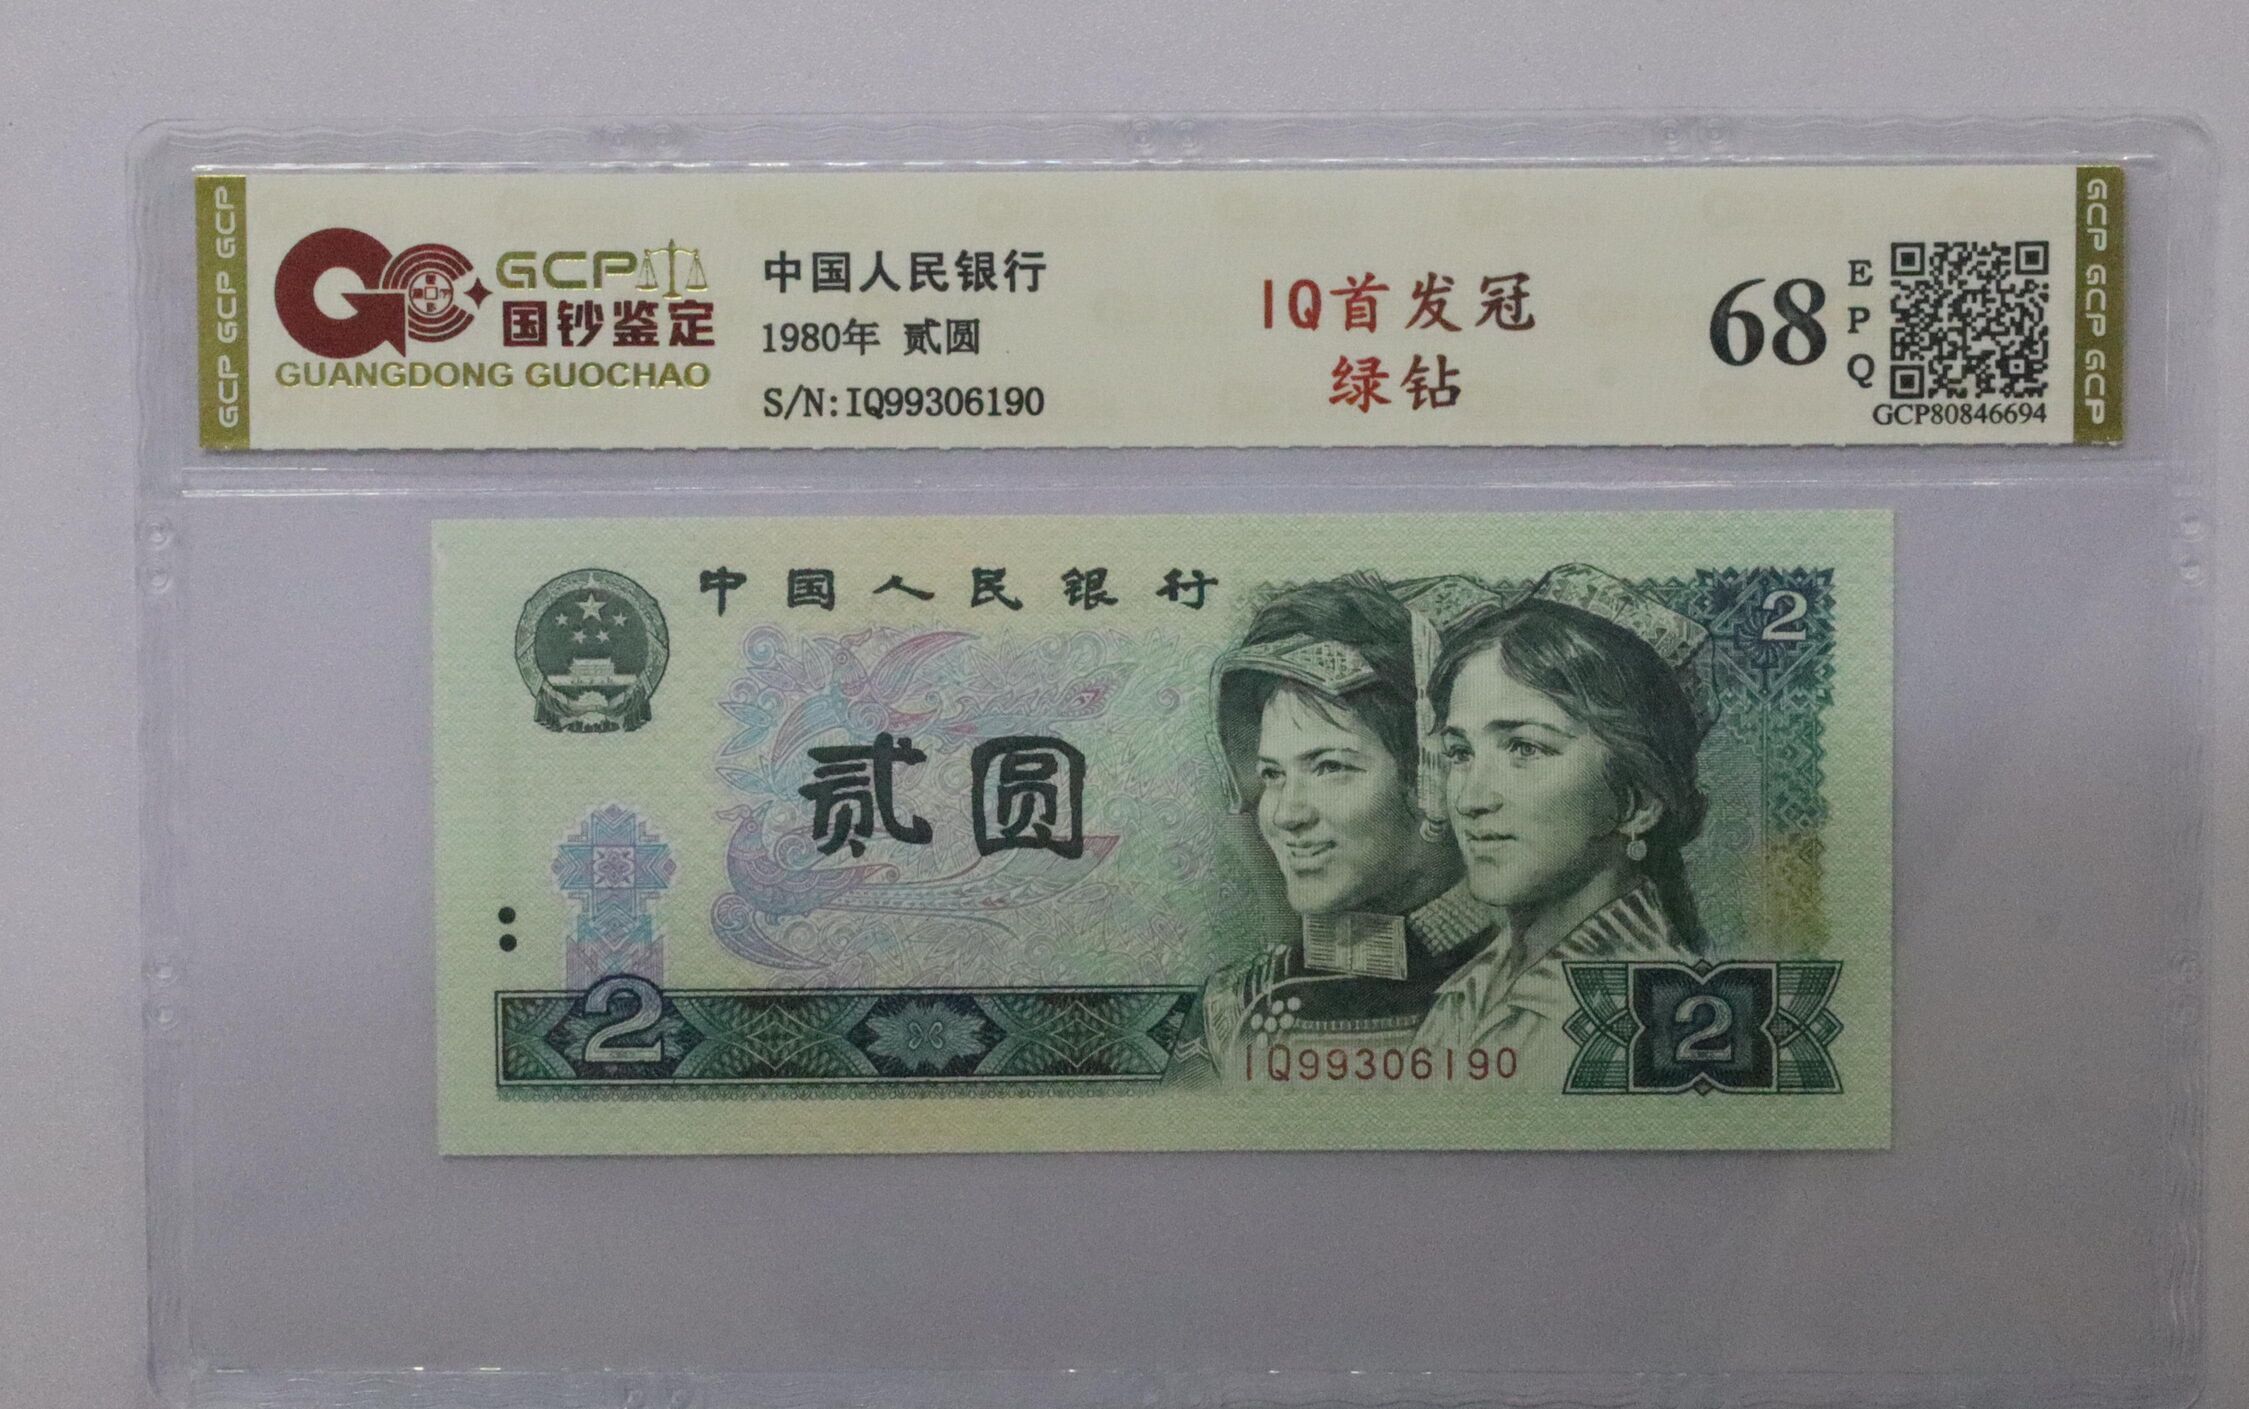 GCP GCP GCP
GCP
国钞鉴定
GUANGDONG GUOCHAO
中国人民银行
1980年 贰圆
S/N:IQ99306190
IQ首发冠
绿钻
68
EPQ
GCP80846694
GCP GCP GCP
中国人民银行
2
贰圆
2
IQ99306190
2